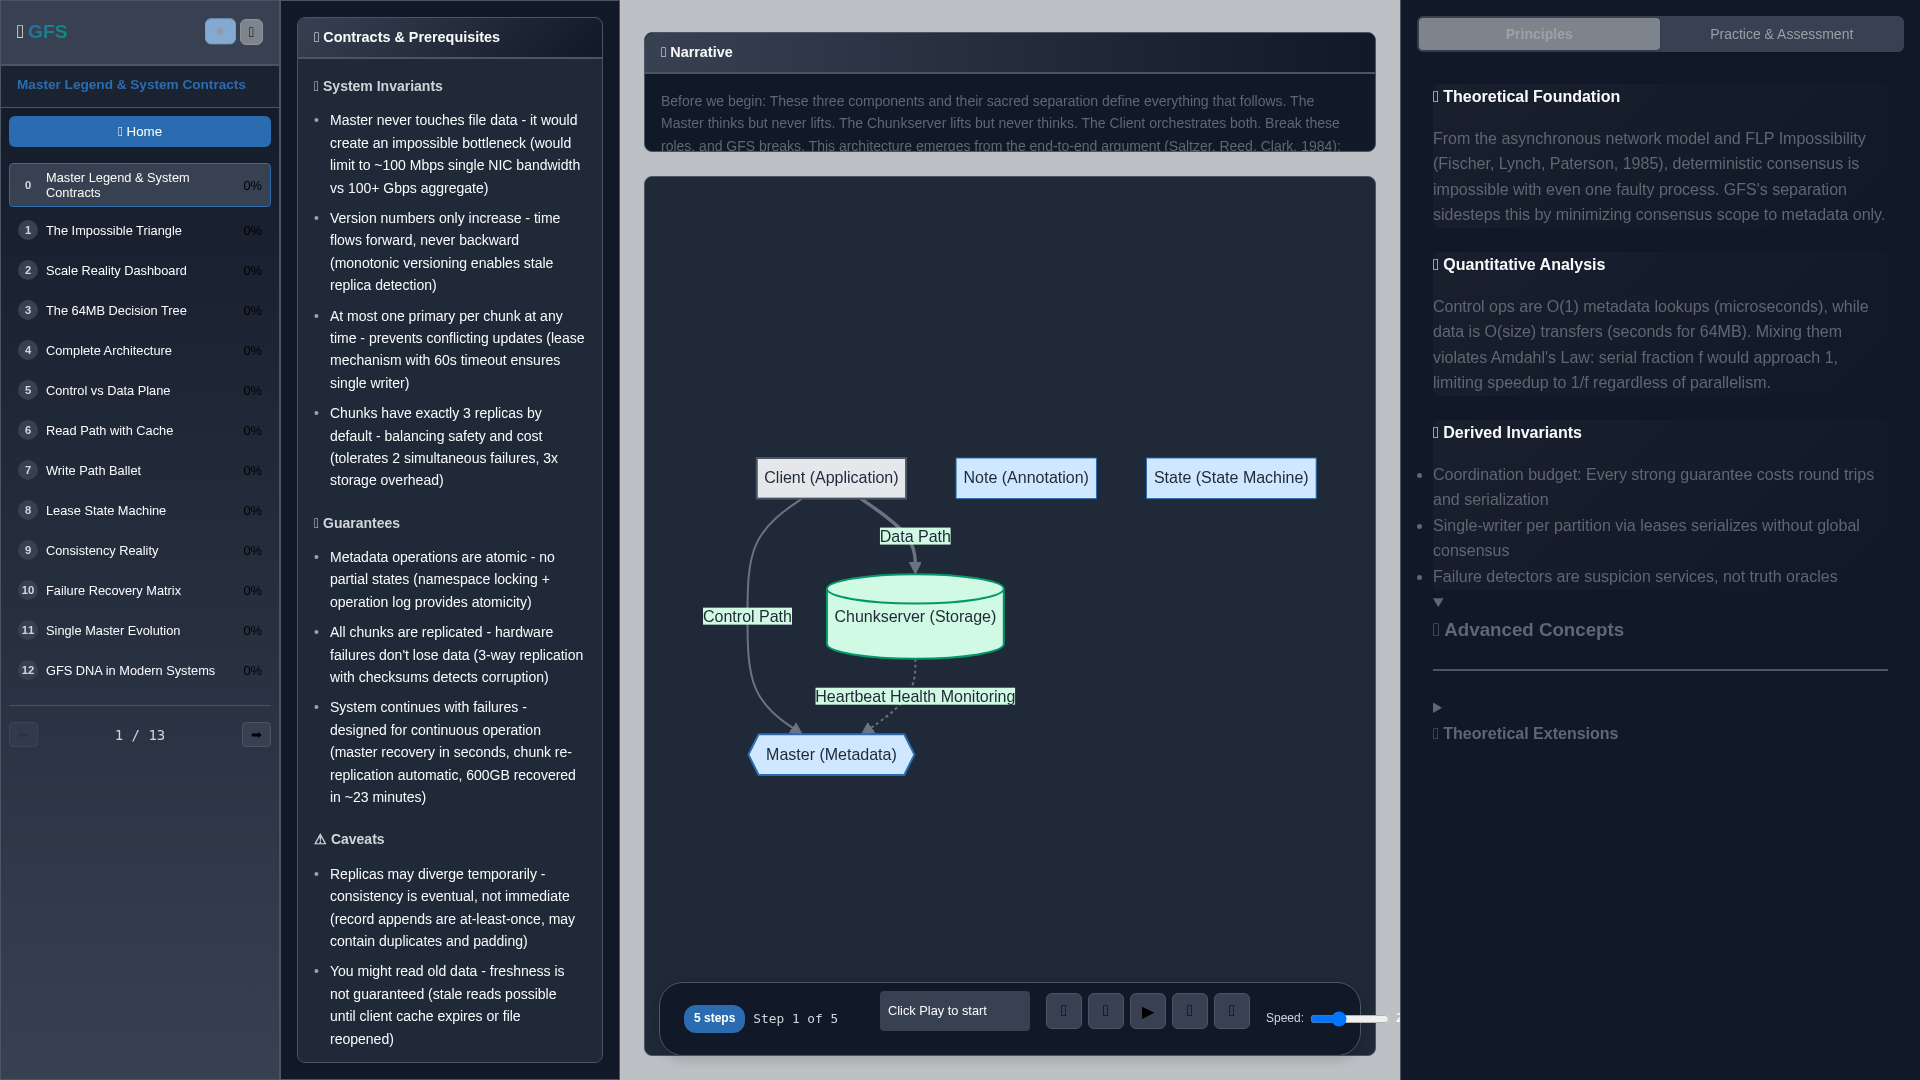 GFS
Master Legend & System Contracts
Home
0 Master Legend & System Contracts 0%
1 The Impossible Triangle 0%
2 Scale Reality Dashboard 0%
3 The 64MB Decision Tree 0%
4 Complete Architecture 0%
5 Control vs Data Plane 0%
6 Read Path with Cache 0%
7 Write Path Ballet 0%
8 Lease State Machine 0%
9 Consistency Reality 0%
10 Failure Recovery Matrix 0%
11 Single Master Evolution 0%
12 GFS DNA in Modern Systems 0%
1 / 13
Contracts & Prerequisites
System Invariants
• Master never touches file data - it would
create an impossible bottleneck (would
limit to ~100 Mbps single NIC bandwidth
vs 100+ Gbps aggregate)
• Version numbers only increase - time
flows forward, never backward
(monotonic versioning enables stale
replica detection)
• At most one primary per chunk at any
time - prevents conflicting updates (lease
mechanism with 60s timeout ensures
single writer)
• Chunks have exactly 3 replicas by
default - balancing safety and cost
(tolerates 2 simultaneous failures, 3x
storage overhead)
Guarantees
• Metadata operations are atomic - no
partial states (namespace locking +
operation log provides atomicity)
• All chunks are replicated - hardware
failures don't lose data (3-way replication
with checksums detects corruption)
• System continues with failures -
designed for continuous operation
(master recovery in seconds, chunk re-
replication automatic, 600GB recovered
in ~23 minutes)
⚠ Caveats
• Replicas may diverge temporarily -
consistency is eventual, not immediate
(record appends are at-least-once, may
contain duplicates and padding)
• You might read old data - freshness is
not guaranteed (stale reads possible
until client cache expires or file
reopened)
Narrative
Before we begin: These three components and their sacred separation define everything that follows. The
Master thinks but never lifts. The Chunkserver lifts but never thinks. The Client orchestrates both. Break these
roles, and GFS breaks. This architecture emerges from the end-to-end argument (Saltzer, Reed, Clark, 1984):
Client (Application)
Note (Annotation)
State (State Machine)
Data Path
Control Path
Chunkserver (Storage)
Heartbeat Health Monitoring
Master (Metadata)
5 steps
Step 1 of 5
Click Play to start
Speed:
Principles
Practice & Assessment
Theoretical Foundation
From the asynchronous network model and FLP Impossibility
(Fischer, Lynch, Paterson, 1985), deterministic consensus is
impossible with even one faulty process. GFS's separation
sidesteps this by minimizing consensus scope to metadata only.
Quantitative Analysis
Control ops are O(1) metadata lookups (microseconds), while
data is O(size) transfers (seconds for 64MB). Mixing them
violates Amdahl's Law: serial fraction f would approach 1,
limiting speedup to 1/f regardless of parallelism.
Derived Invariants
• Coordination budget: Every strong guarantee costs round trips
and serialization
• Single-writer per partition via leases serializes without global
consensus
• Failure detectors are suspicion services, not truth oracles
Advanced Concepts
Theoretical Extensions